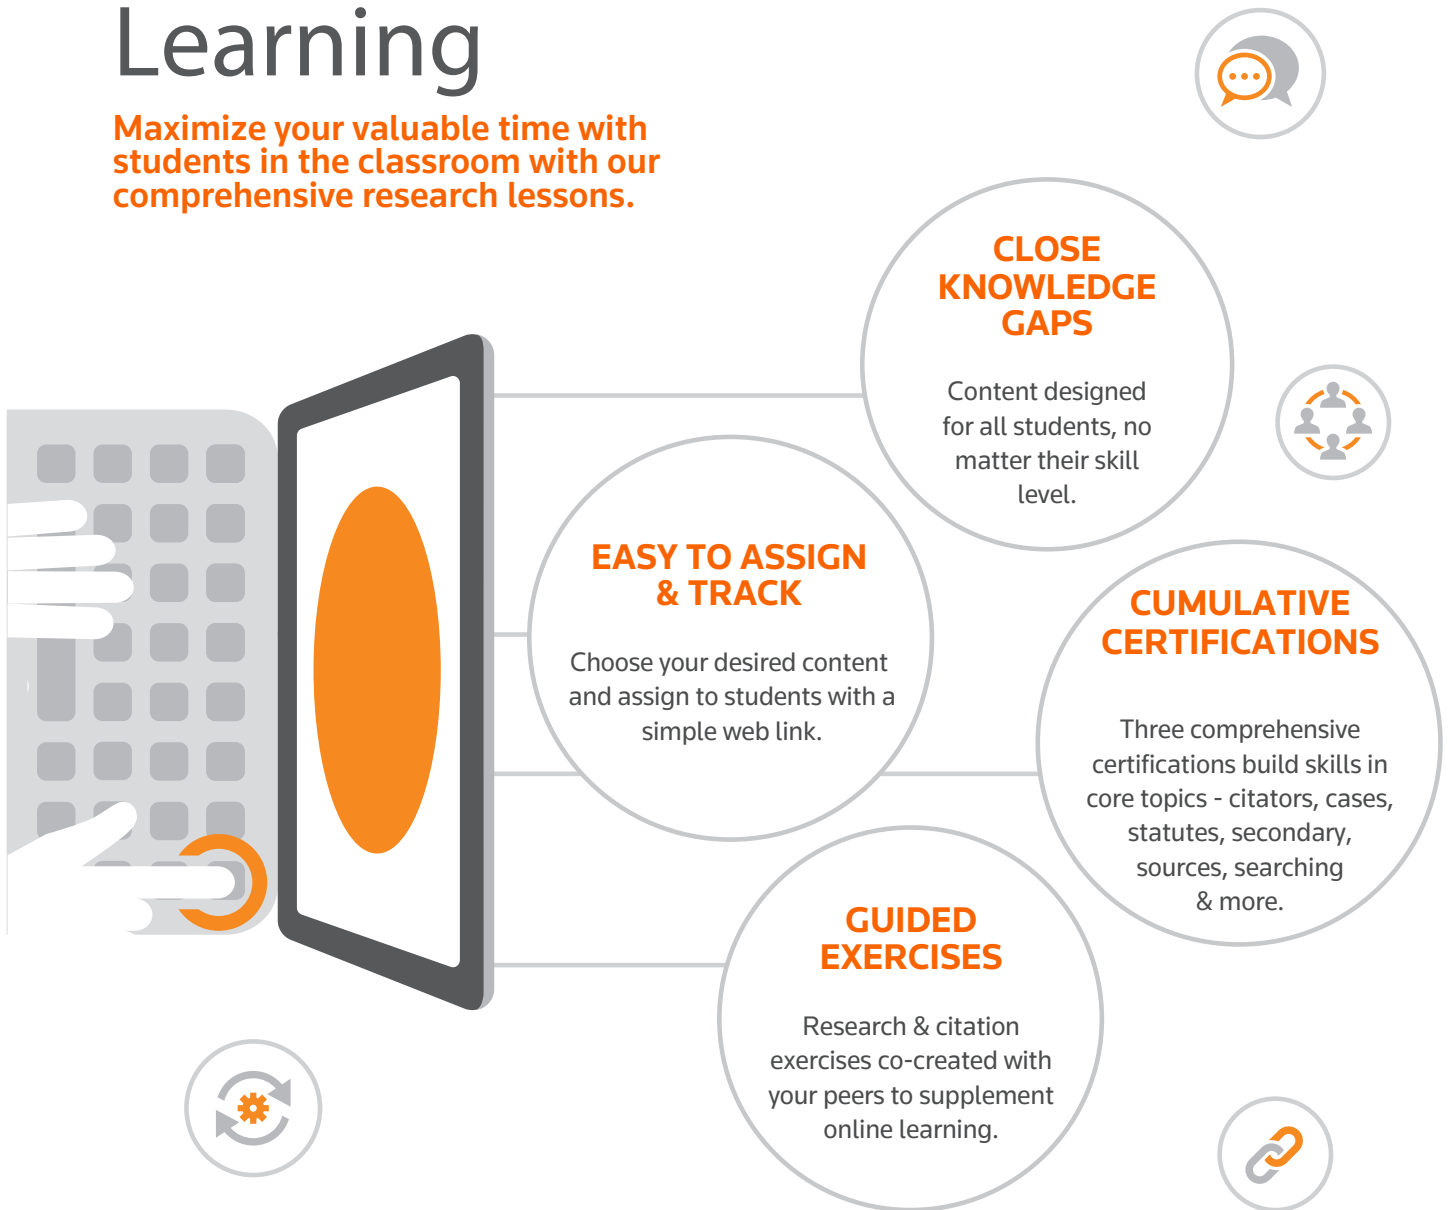 Learning
Maximize your valuable time with
students in the classroom with our
comprehensive research lessons.
CLOSE
KNOWLEDGE
GAPS
Content designed
for all students, no
matter their skill
level.
EASY TO ASSIGN
& TRACK
Choose your desired content
and assign to students with a
simple web link.
CUMULATIVE
CERTIFICATIONS
Three comprehensive
certifications build skills in
core topics - citators, cases,
statutes, secondary,
sources, searching
& more.
GUIDED
EXERCISES
Research & citation
exercises co-created with
your peers to supplement
online learning.